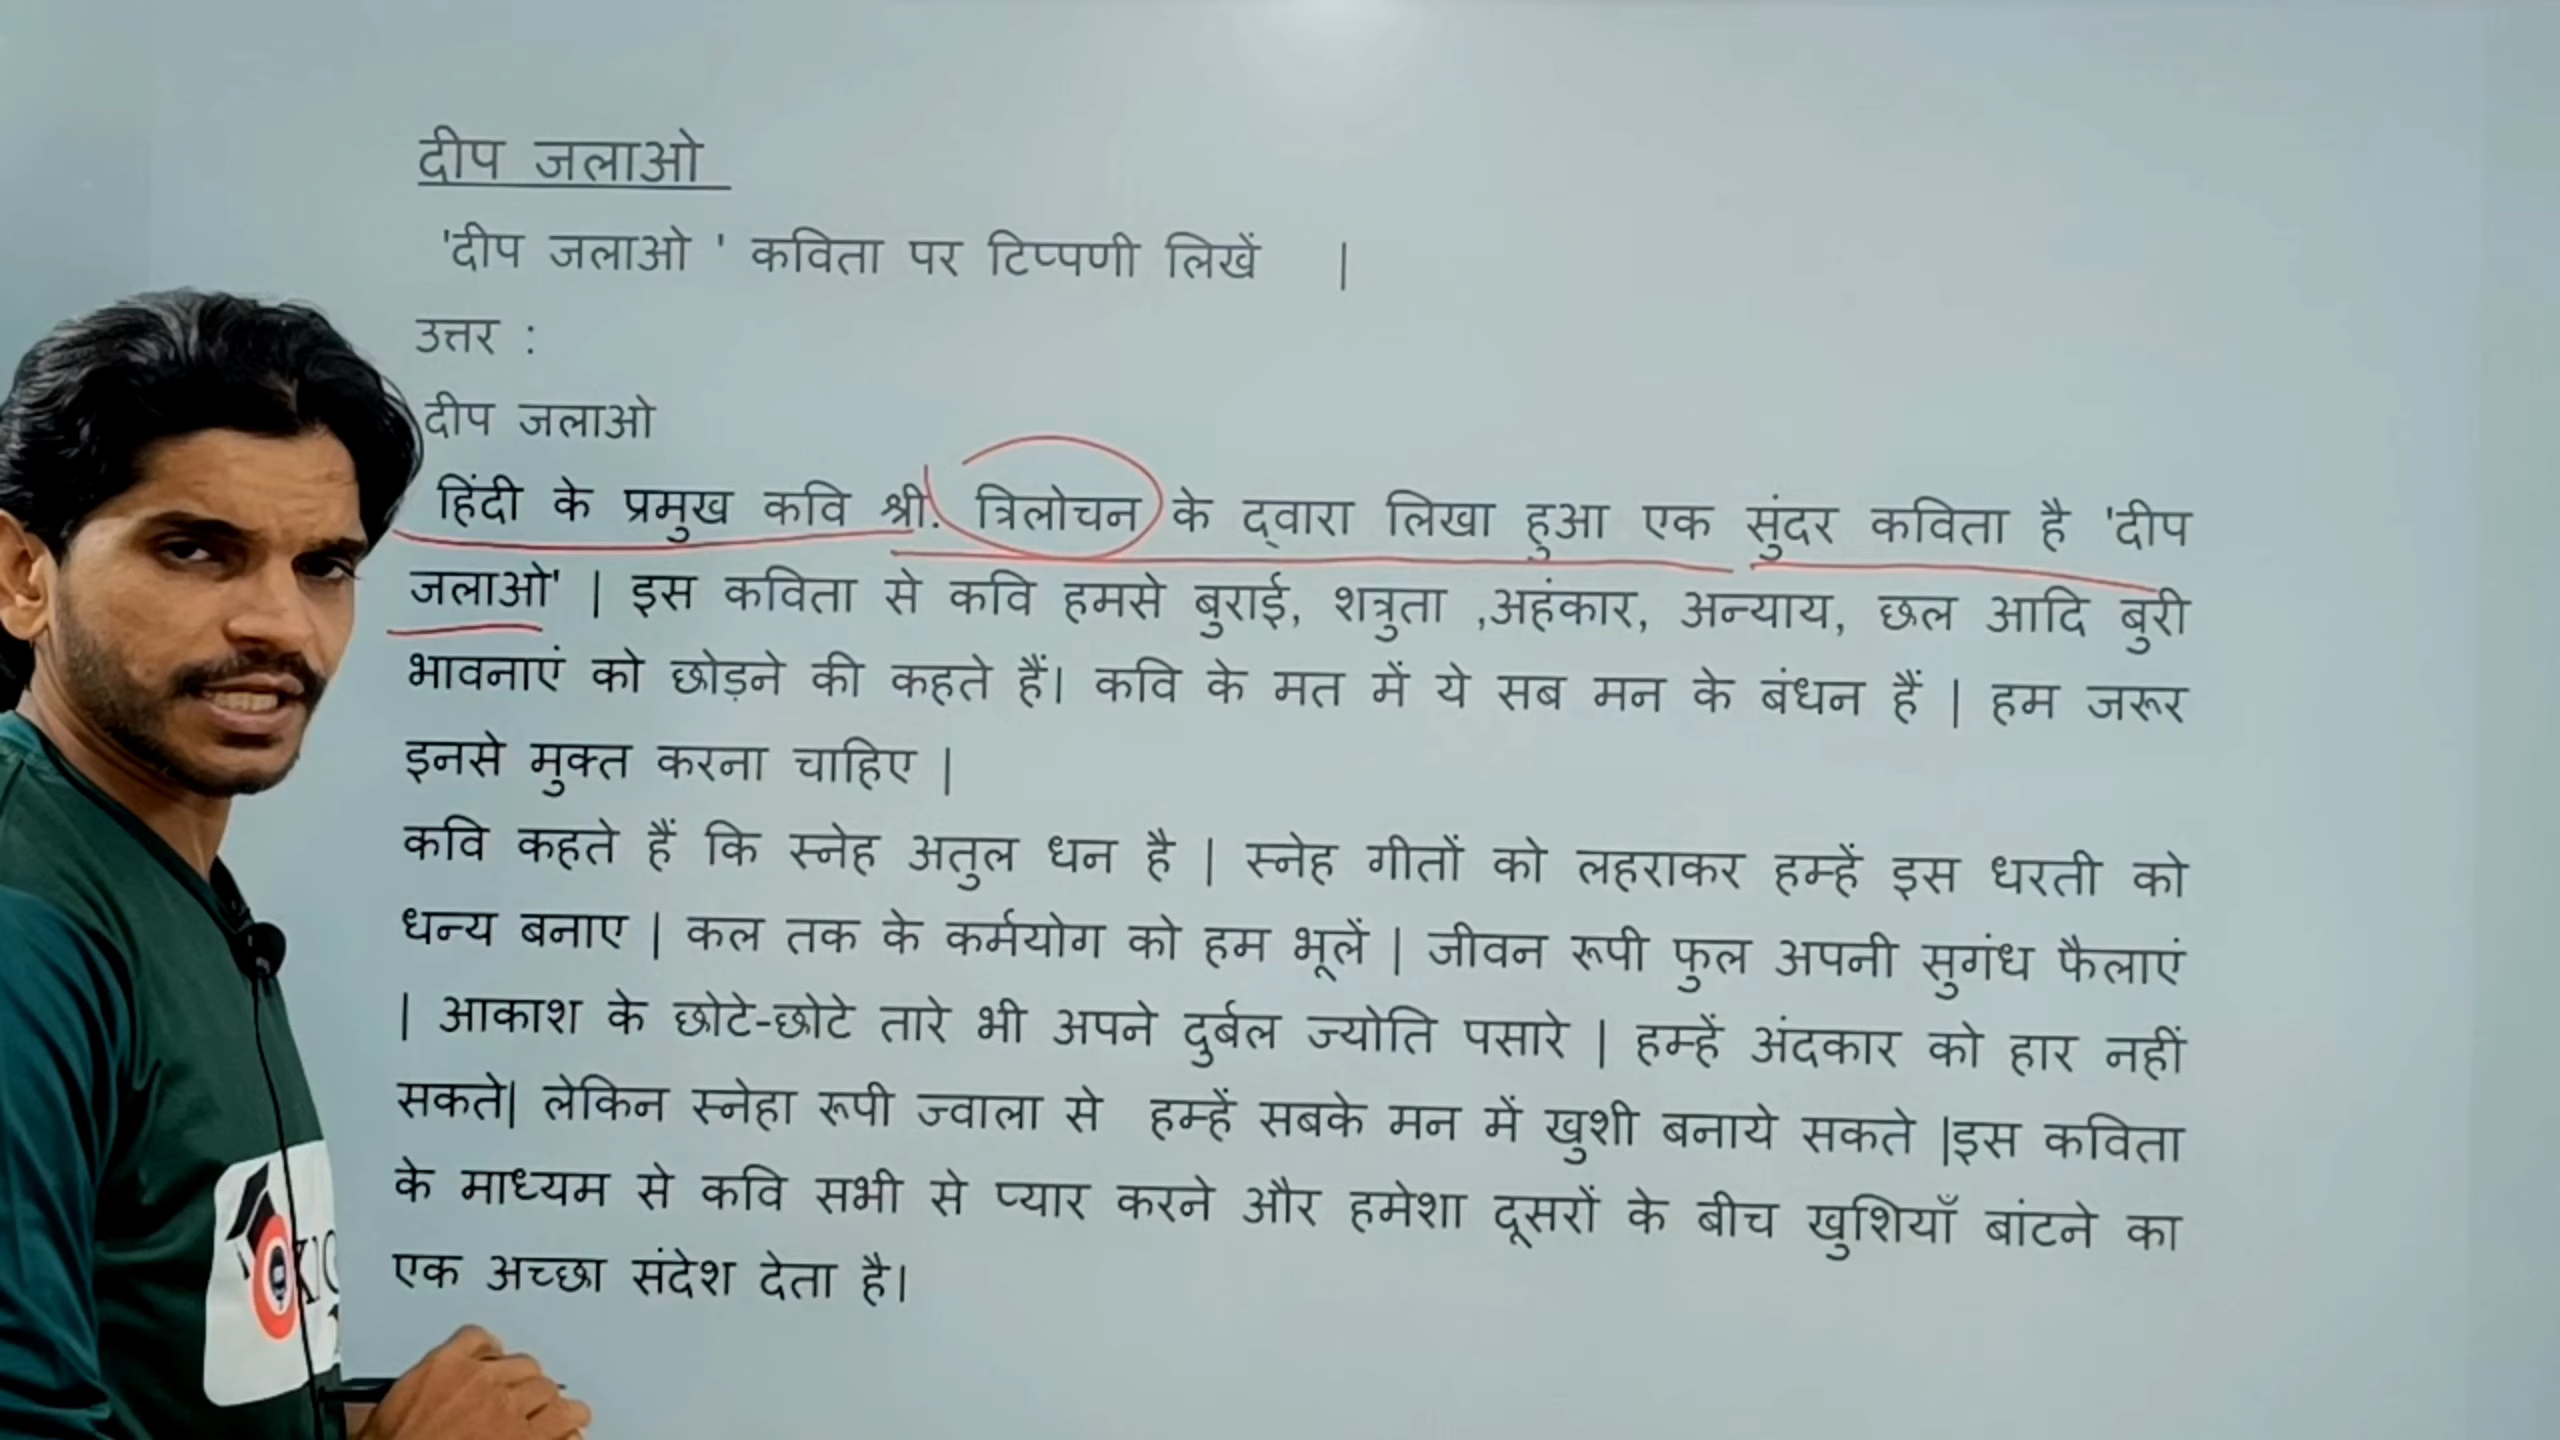 दीप जलाओ
'दीप जलाओ ' कविता पर टिप्पणी लिखें |
उत्तर :
दीप जलाओ
हिंदी के प्रमुख कवि श्री. त्रिलोचन के द्वारा लिखा हुआ एक सुंदर कविता है 'दीप
जलाओ' | इस कविता से कवि हमसे बुराई, शत्रुता ,अहंकार, अन्याय, छल आदि बुरी
भावनाएं को छोड़ने की कहते हैं। कवि के मत में ये सब मन के बंधन हैं | हम जरूर
इनसे मुक्त करना चाहिए |
कवि कहते हैं कि स्नेह अतुल धन है | स्नेह गीतों को लहराकर हम्हें इस धरती को
धन्य बनाए | कल तक के कर्मयोग को हम भूलें | जीवन रूपी फुल अपनी सुगंध फैलाएं
| आकाश के छोटे-छोटे तारे भी अपने दुर्बल ज्योति पसारे | हम्हें अंदकार को हार नहीं
सकते| लेकिन स्नेहा रूपी ज्वाला से हम्हें सबके मन में खुशी बनाये सकते |इस कविता
के माध्यम से कवि सभी से प्यार करने और हमेशा दूसरों के बीच खुशियाँ बांटने का
एक अच्छा संदेश देता है।